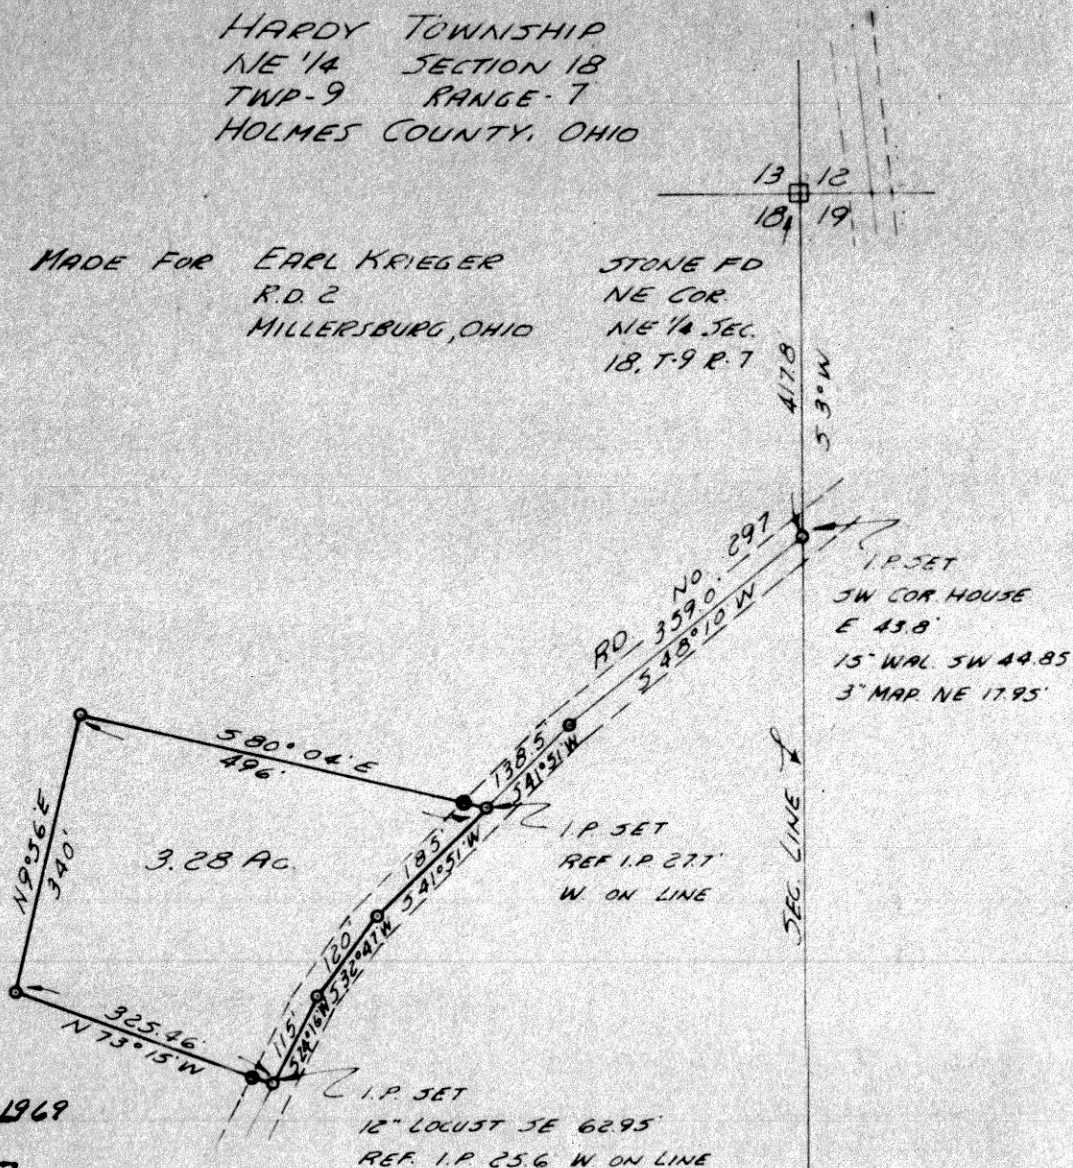 HARDY TOWNSHIP
NE 1/4 SECTION 18
TWP-9 RANGE-7
HOLMES COUNTY, OHIO
13 12
18 19
MADE FOR EARL KRIEGER
R.D. 2
MILLERSBURG, OHIO
STONE FD
NE COR.
NE 1/4 SEC.
18, T-9 R-7
417.8
S 3° W
RD. NO. 297
359.0
S 48° 10' W
I.P. SET
SW COR. HOUSE
E 43.8'
15" WAL. SW 44.85
3" MAP. NE 17.95'
138.5'
S 41° 51' W
S 80° 04' E
496'
I.P. SET
REF I.P. 27.7'
W. ON LINE
SEC. LINE
N 9° 56' E
340'
3.28 AC.
185'
S 41° 51' W
120'
S 32° 47' W
115'
S 24° 16' W
325.46'
N 73° 15' W
I.P. SET
12" LOCUST SE 62.95'
REF. I.P. 25.6 W ON LINE
1969